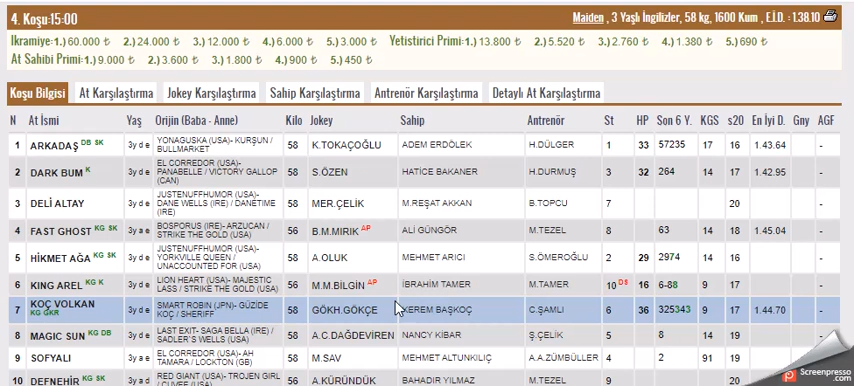 4. Koşu:15:00 Maiden , 3 Yaşlı İngilizler, 58 kg, 1600 Kum , E.İ.D. : 1.38.10
İkramiye: 1.) 60.000 ₺ 2.) 24.000 ₺ 3.) 12.000 ₺ 4.) 6.000 ₺ 5.) 3.000 ₺ Yetistirici Primi: 1.) 13.800 ₺ 2.) 5.520 ₺ 3.) 2.760 ₺ 4.) 1.380 ₺ 5.) 690 ₺
At Sahibi Primi: 1.) 9.000 ₺ 2.) 3.600 ₺ 3.) 1.800 ₺ 4.) 900 ₺ 5.) 450 ₺
Koşu Bilgisi At Karşılaştırma Jokey Karşılaştırma Sahip Karşılaştırma Antrenör Karşılaştırma Detaylı At Karşılaştırma
N At İsmi Yaş Orijin (Baba - Anne) Kilo Jokey Sahip Antrenör St HP Son 6 Y. KGS s20 En İyi D. Gny AGF
1 ARKADAŞ DB SK 3y d e YONAGUSKA (USA)- KURŞUN / BULLMARKET 58 K.TOKAÇOĞLU ADEM ERDÖLEK H.DÜLGER 1 33 57235 17 16 1.43.64 -
2 DARK BUM K 3y d e EL CORREDOR (USA)- PANABELLE / VICTORY GALLOP (CAN) 58 S.ÖZEN HATİCE BAKANER H.DURMUŞ 3 32 264 14 17 1.42.95 -
3 DELİ ALTAY 3y d e JUSTENUFFHUMOR (USA)- DANE WELLS (IRE) / DANETIME (IRE) 58 MER.ÇELİK M.REŞAT AKKAN B.TOPCU 7 20 -
4 FAST GHOST KG SK 3y d e BOSPORUS (IRE)- ARZUCAN / STRIKE THE GOLD (USA) 56 B.M.MIRIK AP ALİ GÜNGÖR M.TEZEL 8 63 14 18 1.45.04 -
5 HİKMET AĞA KG SK 3y d e JUSTENUFFHUMOR (USA)- YORKVILLE QUEEN / UNACCOUNTED FOR (USA) 58 A.OLUK MEHMET ARICI S.ÖMEROĞLU 2 29 2974 14 16 -
6 KING AREL KG K 3y d e LION HEART (USA)- MAJESTIC LASS / STRIKE THE GOLD (USA) 56 M.M.BİLGİN AP İBRAHİM TAMER M.TAMER 10 DS 16 6-88 9 17 -
7 KOÇ VOLKAN KG GKR 3y d e SMART ROBIN (JPN)- GÜZİDE KOÇ / SHERIFF 58 GÖKH.GÖKÇE KEREM BAŞKOÇ C.ŞAMLI 6 36 325343 9 17 1.44.70 -
8 MAGIC SUN KG DB 3y d e LAST EXIT- SAGA BELLA (IRE) / SADLER'S WELLS (USA) 58 A.C.DAĞDEVİREN NANCY KİBAR Ş.ÇELİK 5 8 14 19 -
9 SOFYALI 3y a e EL CORREDOR (USA)- AH TAMARA / LOCKTON (GB) 58 M.SAV MEHMET ALTUNKILIÇ A.A.ZÜMBÜLLER 4 2 91 19
10 DEFNEHİR KG SK 3y a d RED GIANT (USA)- TROJEN GIRL 56 A.KÜRÜNDÜK BAHADIR YILMAZ M.TEZEL 9 14 17
Screenpresso
.com